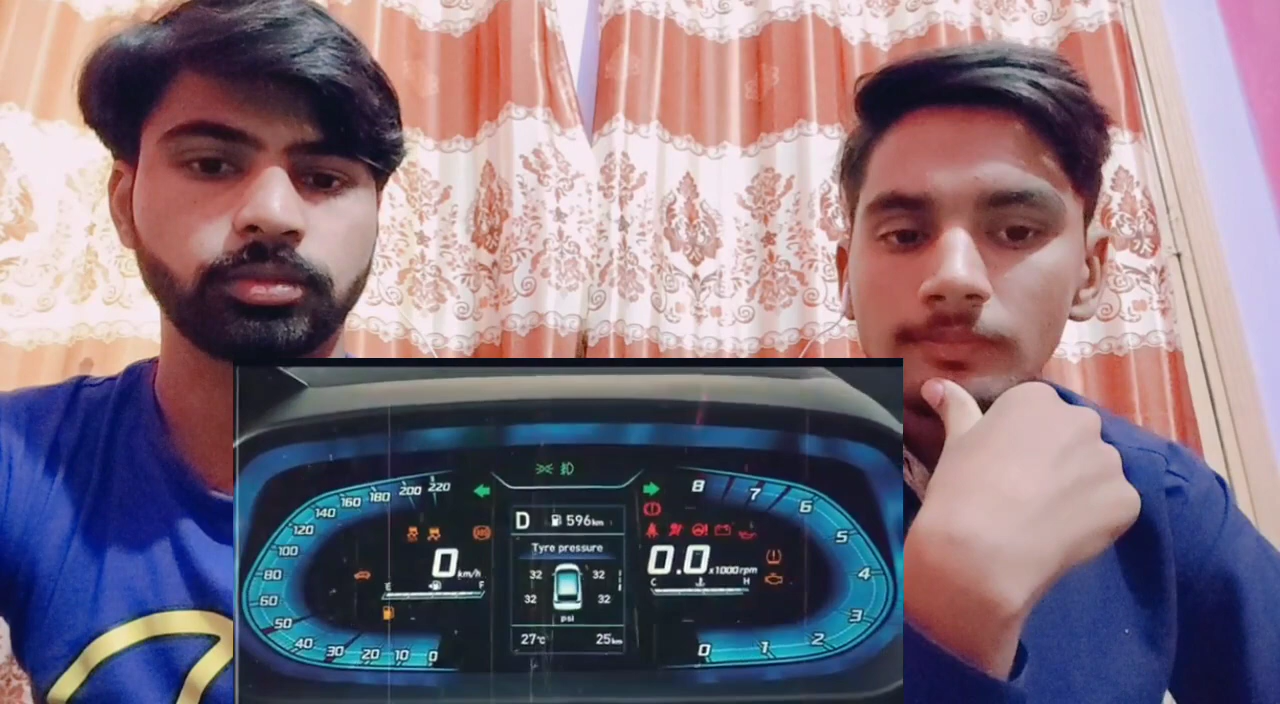 0 10 20 30 40 50 60 80 100 120 140 160 180 200 220
D 596km
Tyre pressure
32 32
32 32
psi
27°C 25km
0 km/h
E F
ABS
0.0 x1000rpm
C H
0 1 2 3 4 5 6 7 8